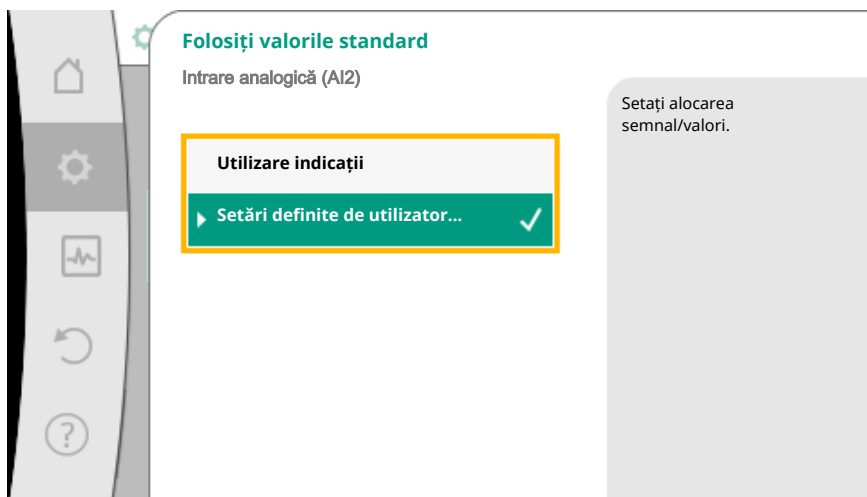 Folosiți valorile standard
Intrare analogică (AI2)
Setați alocarea
semnal/valori.
Utilizare indicații
Setări definite de utilizator...
?